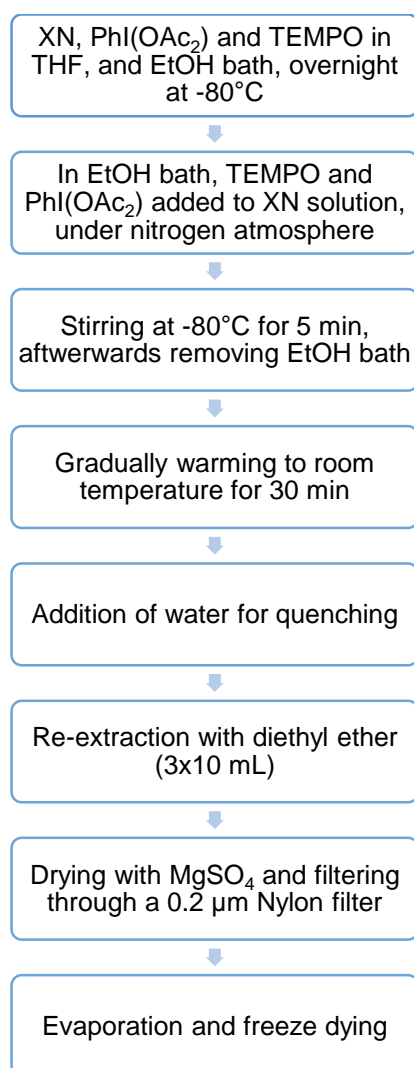 XN, PhI(OAc₂) and TEMPO in
THF, and EtOH bath, overnight
at -80°C
In EtOH bath, TEMPO and
PhI(OAc₂) added to XN solution,
under nitrogen atmosphere
Stirring at -80°C for 5 min,
aftwerwards removing EtOH bath
Gradually warming to room
temperature for 30 min
Addition of water for quenching
Re-extraction with diethyl ether
(3x10 mL)
Drying with MgSO₄ and filtering
through a 0.2 µm Nylon filter
Evaporation and freeze dying